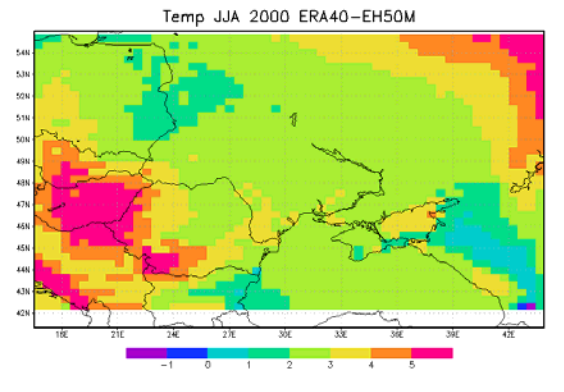 Temp JJA 2000 ERA40-EH50M
54N
53N
52N
51N
50N
49N
48N
47N
46N
45N
44N
43N
42N
18E 21E 24E 27E 30E 33E 36E 39E 42E
-1 0 1 2 3 4 5